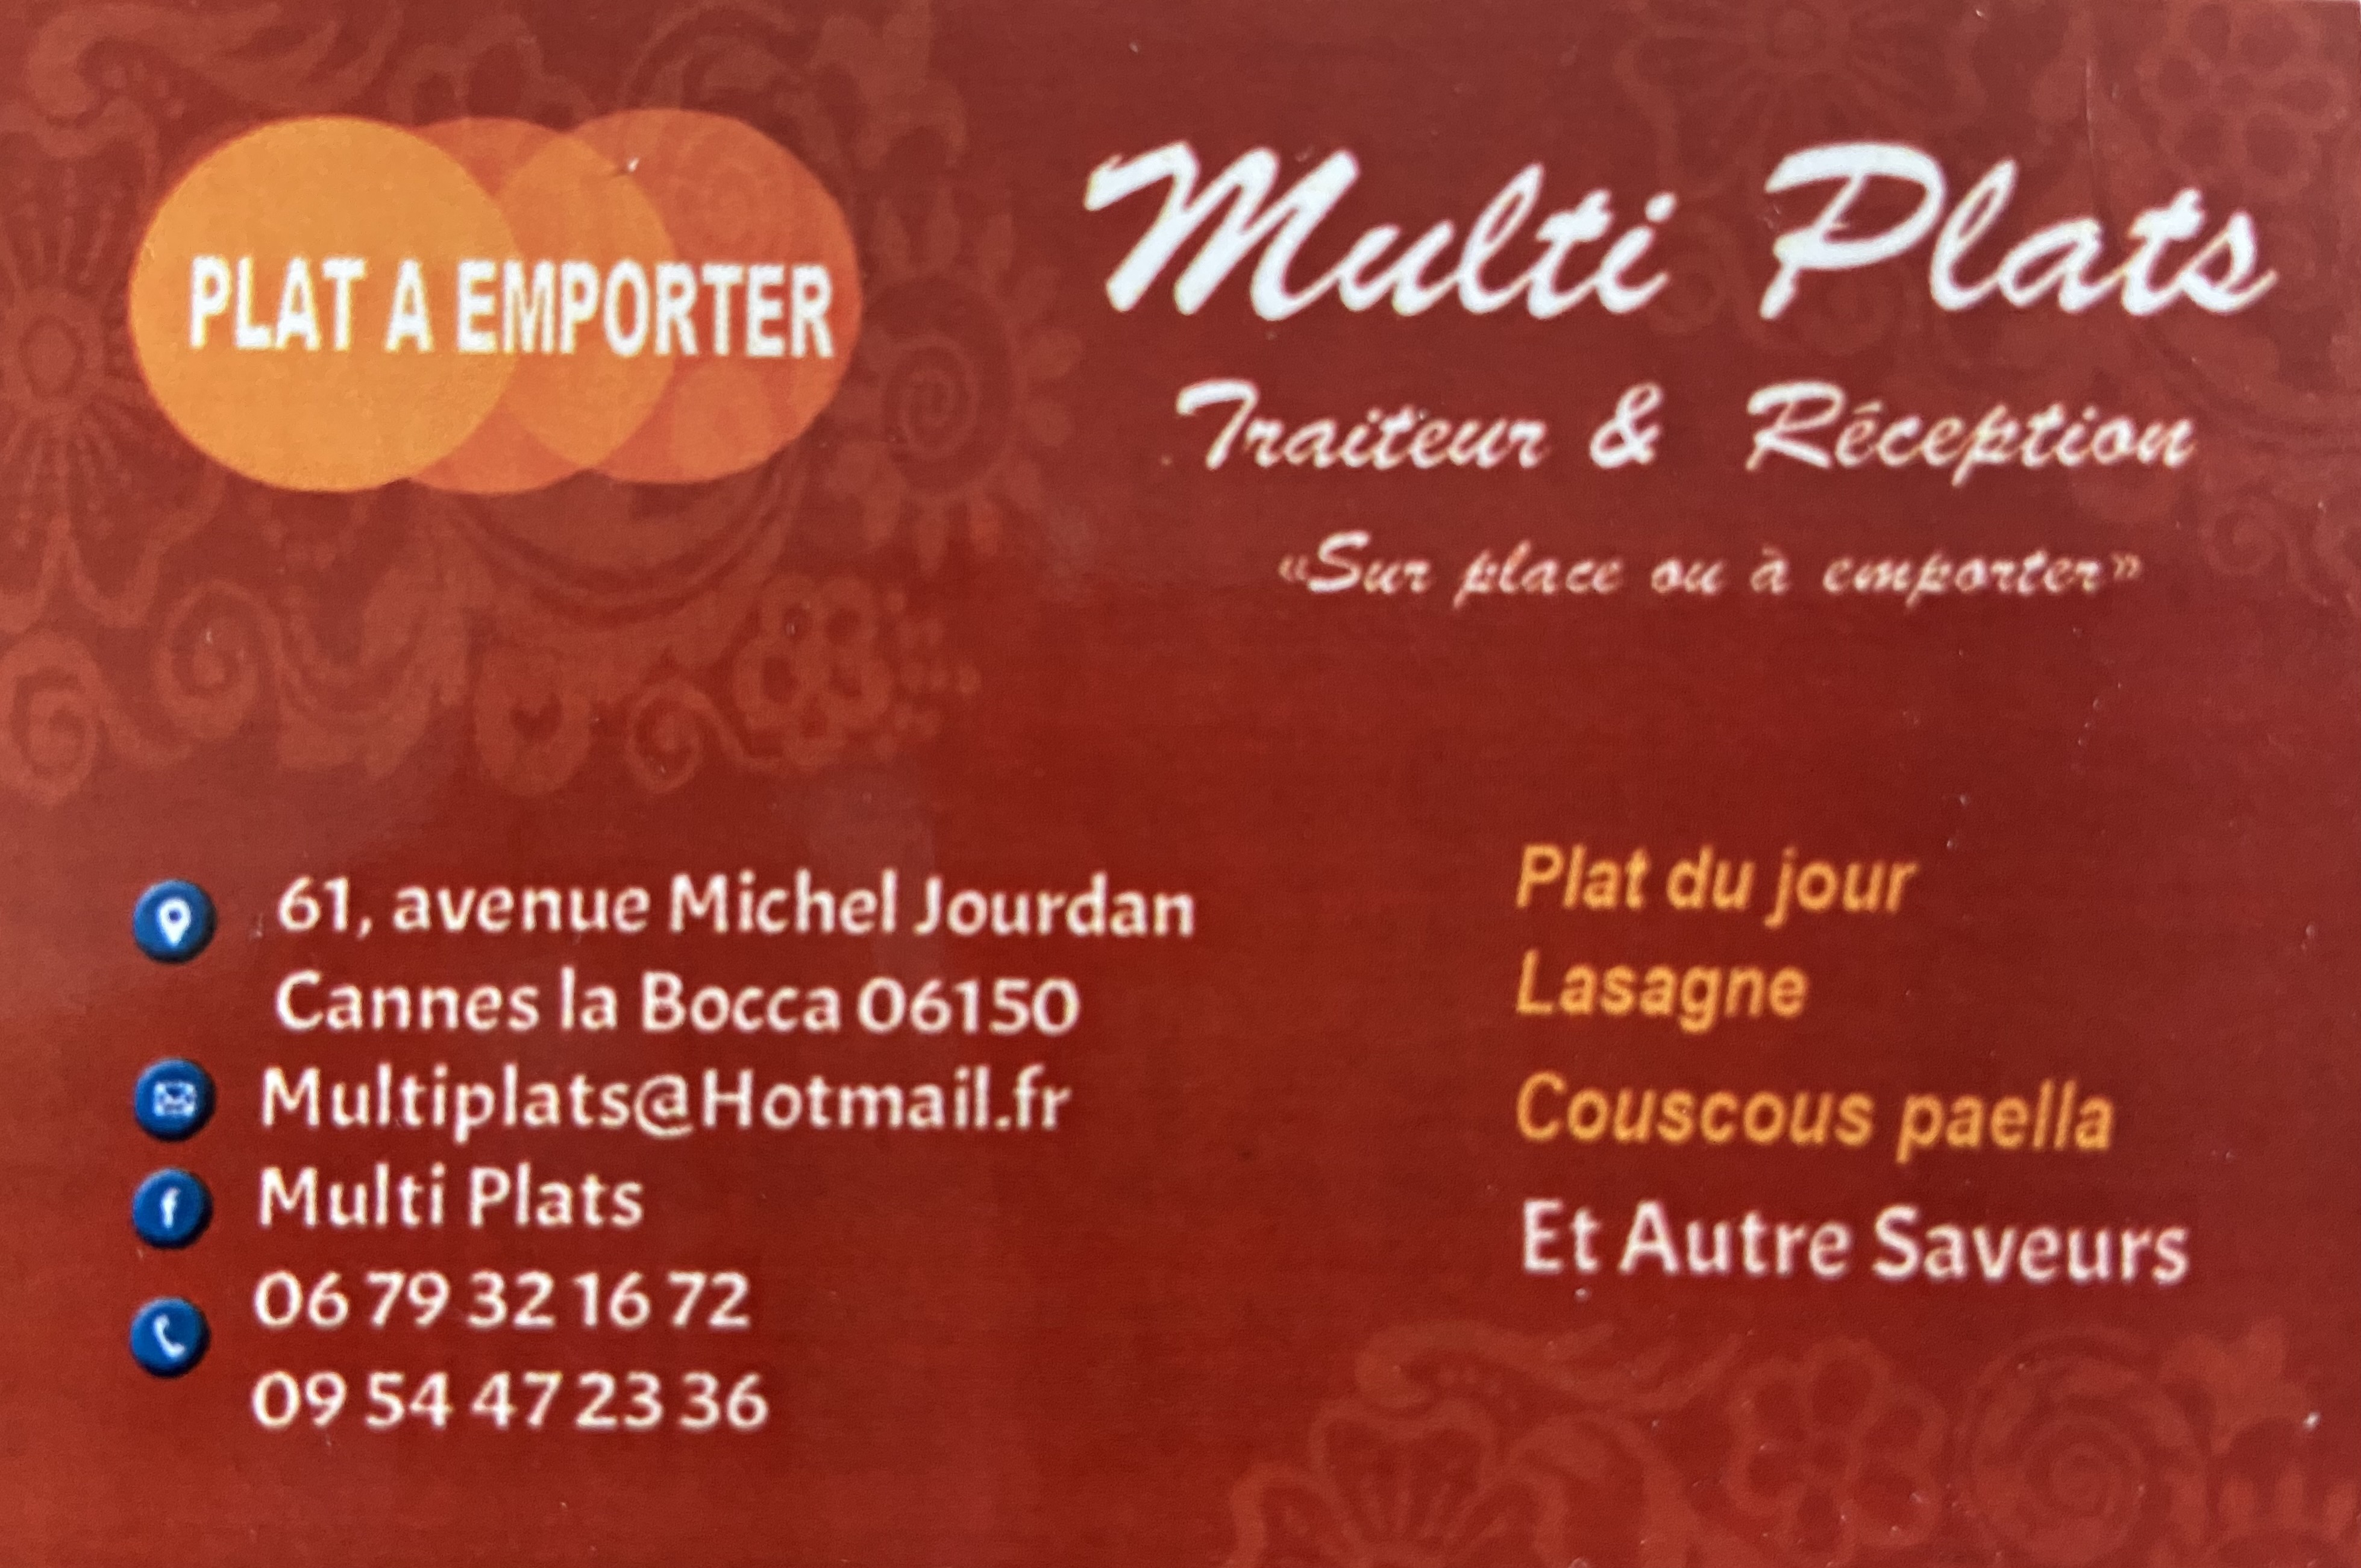 PLAT A EMPORTER
Multi Plats
Traiteur & Réception
«Sur place ou à emporter»
61, avenue Michel Jourdan
Cannes la Bocca 06150
Multiplats@Hotmail.fr
Multi Plats
06 79 32 16 72
09 54 47 23 36
Plat du jour
Lasagne
Couscous paella
Et Autre Saveurs